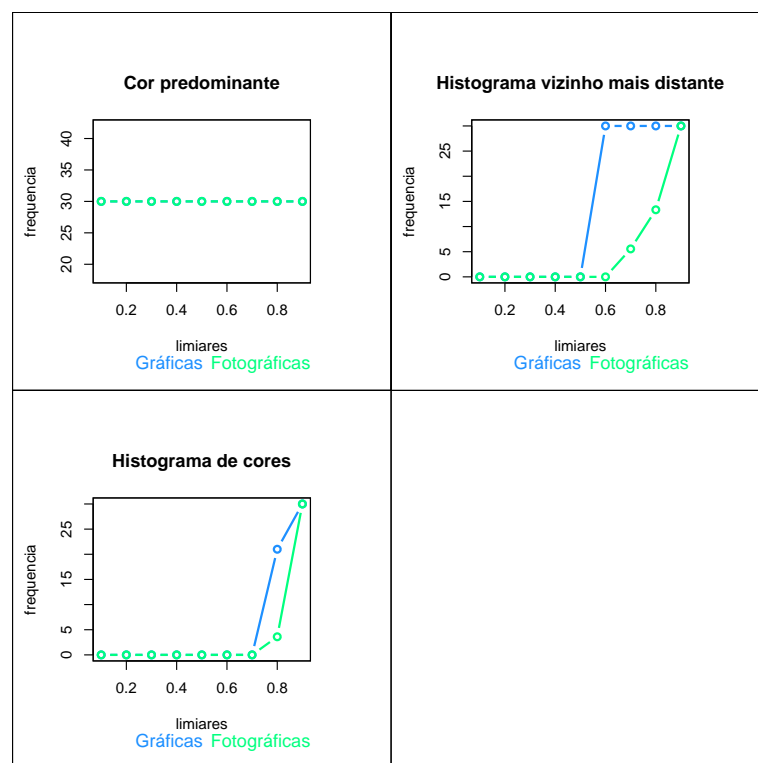 Cor predominante
frequencia
40
35
30
25
20
0.2 0.4 0.6 0.8
limiares
Gráficas Fotográficas
Histograma vizinho mais distante
frequencia
25
15
5
0
0.2 0.4 0.6 0.8
limiares
Gráficas Fotográficas
Histograma de cores
frequencia
25
15
5
0
0.2 0.4 0.6 0.8
limiares
Gráficas Fotográficas